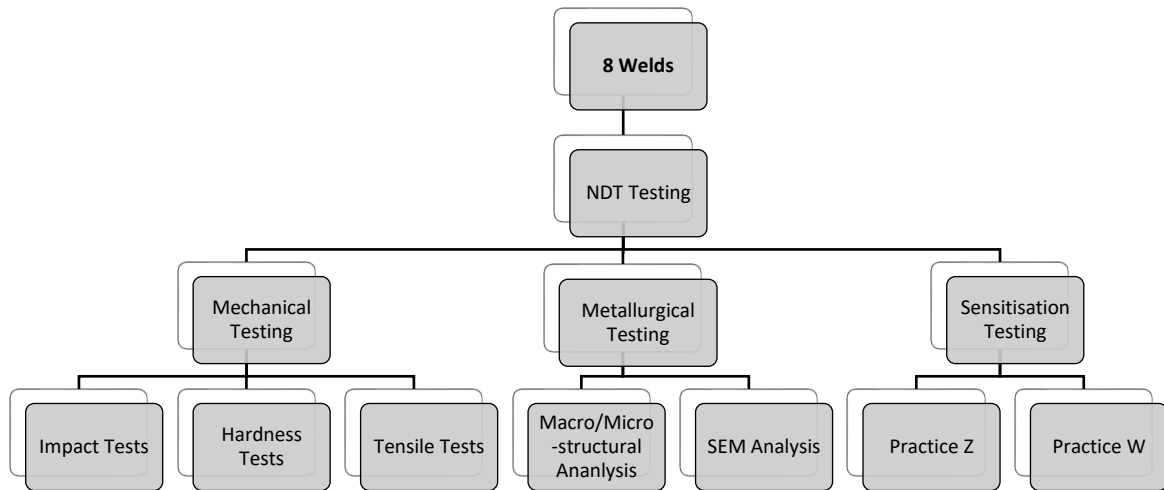 8 Welds
NDT Testing
Mechanical
Testing
Metallurgical
Testing
Sensitisation
Testing
Impact Tests
Hardness
Tests
Tensile Tests
Macro/Micro
-structural
Ananlysis
SEM Analysis
Practice Z
Practice W